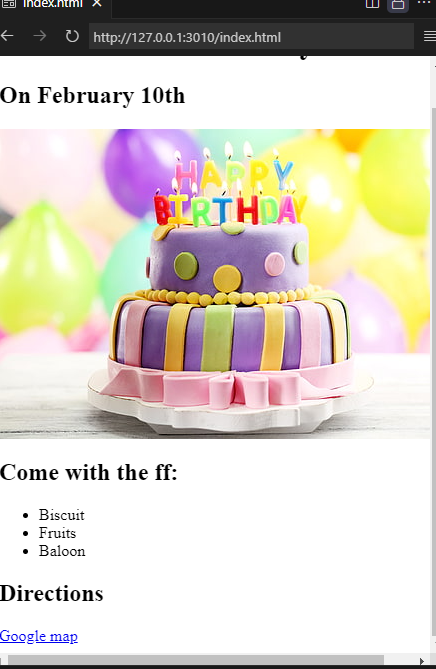 index.html
http://127.0.0.1:3010/index.html
On February 10th
HAPPY
BIRTHDAY
Come with the ff:
Biscuit
Fruits
Baloon
Directions
Google map